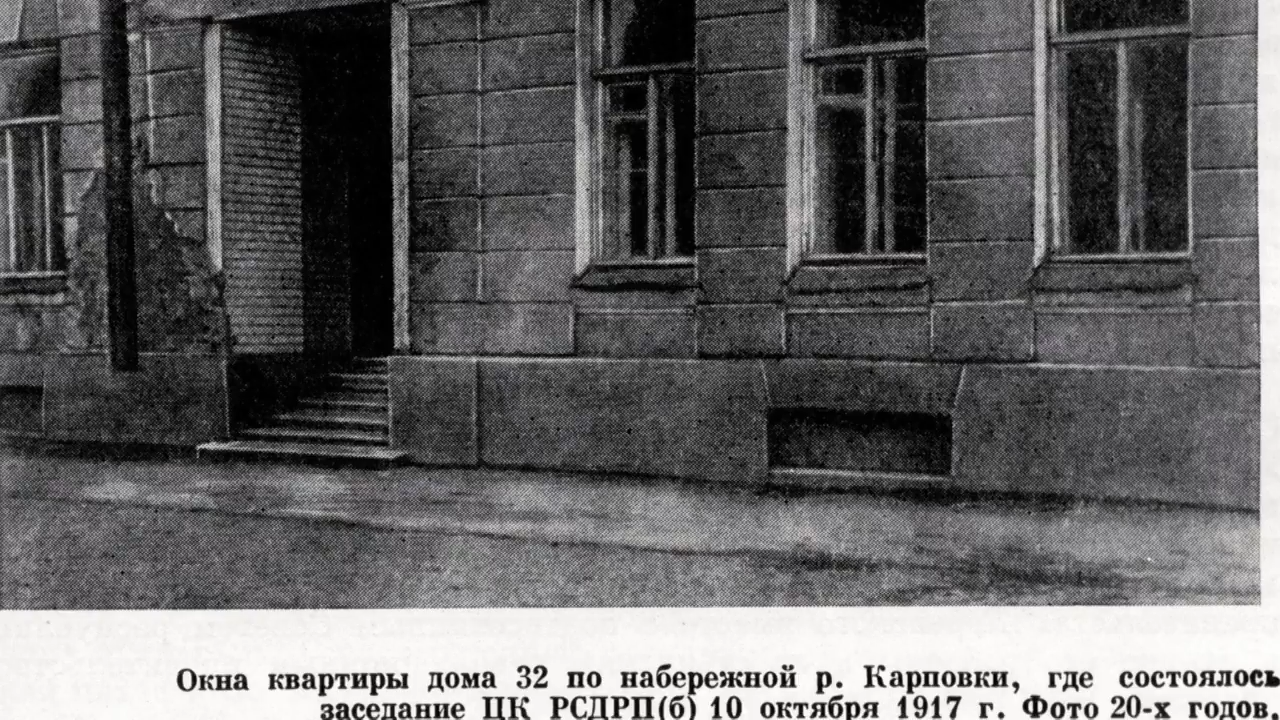 Окна квартиры дома 32 по набережной р. Карповки, где состоялось
заседание ЦК РСДРП(б) 10 октября 1917 г. Фото 20-х годов.